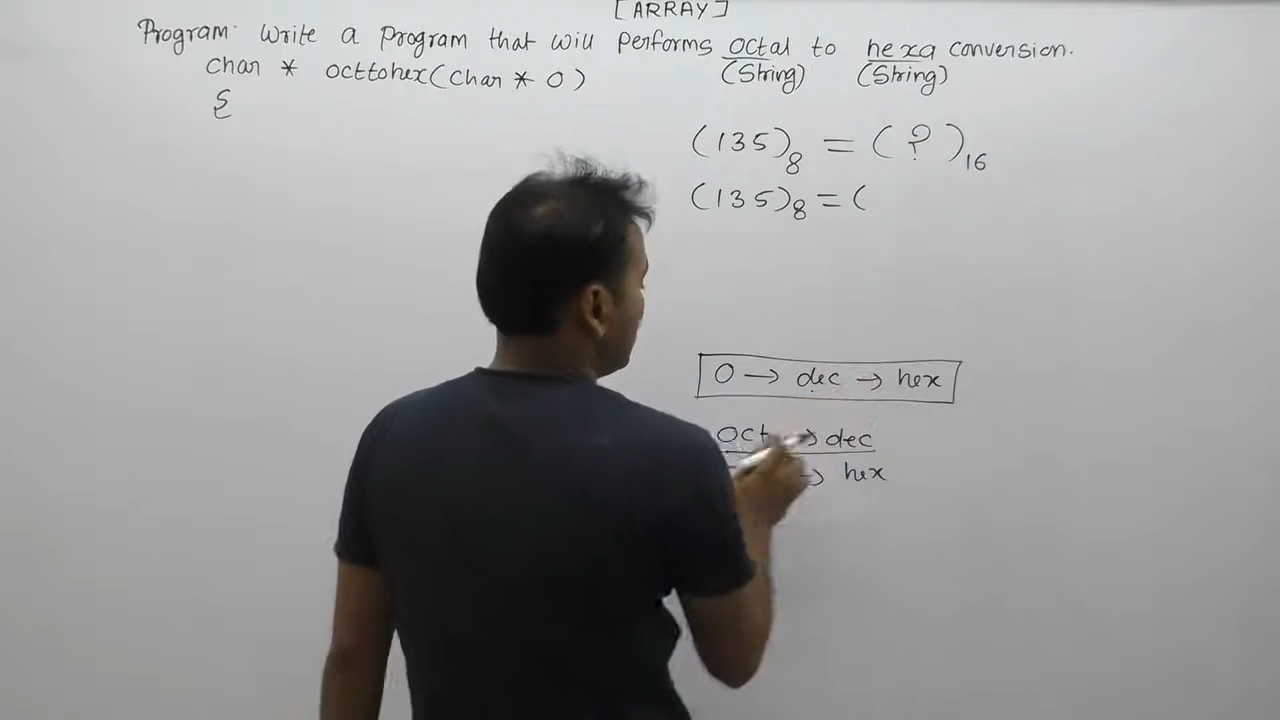 [ARRAY]
Program: Write a program that will performs octal to hexa conversion.
(String) (String)
char * octtohex(char * o)
{
(135)8 = ( ? )16
(135)8 = (
O → dec → hex
Oct → dec
→ hex